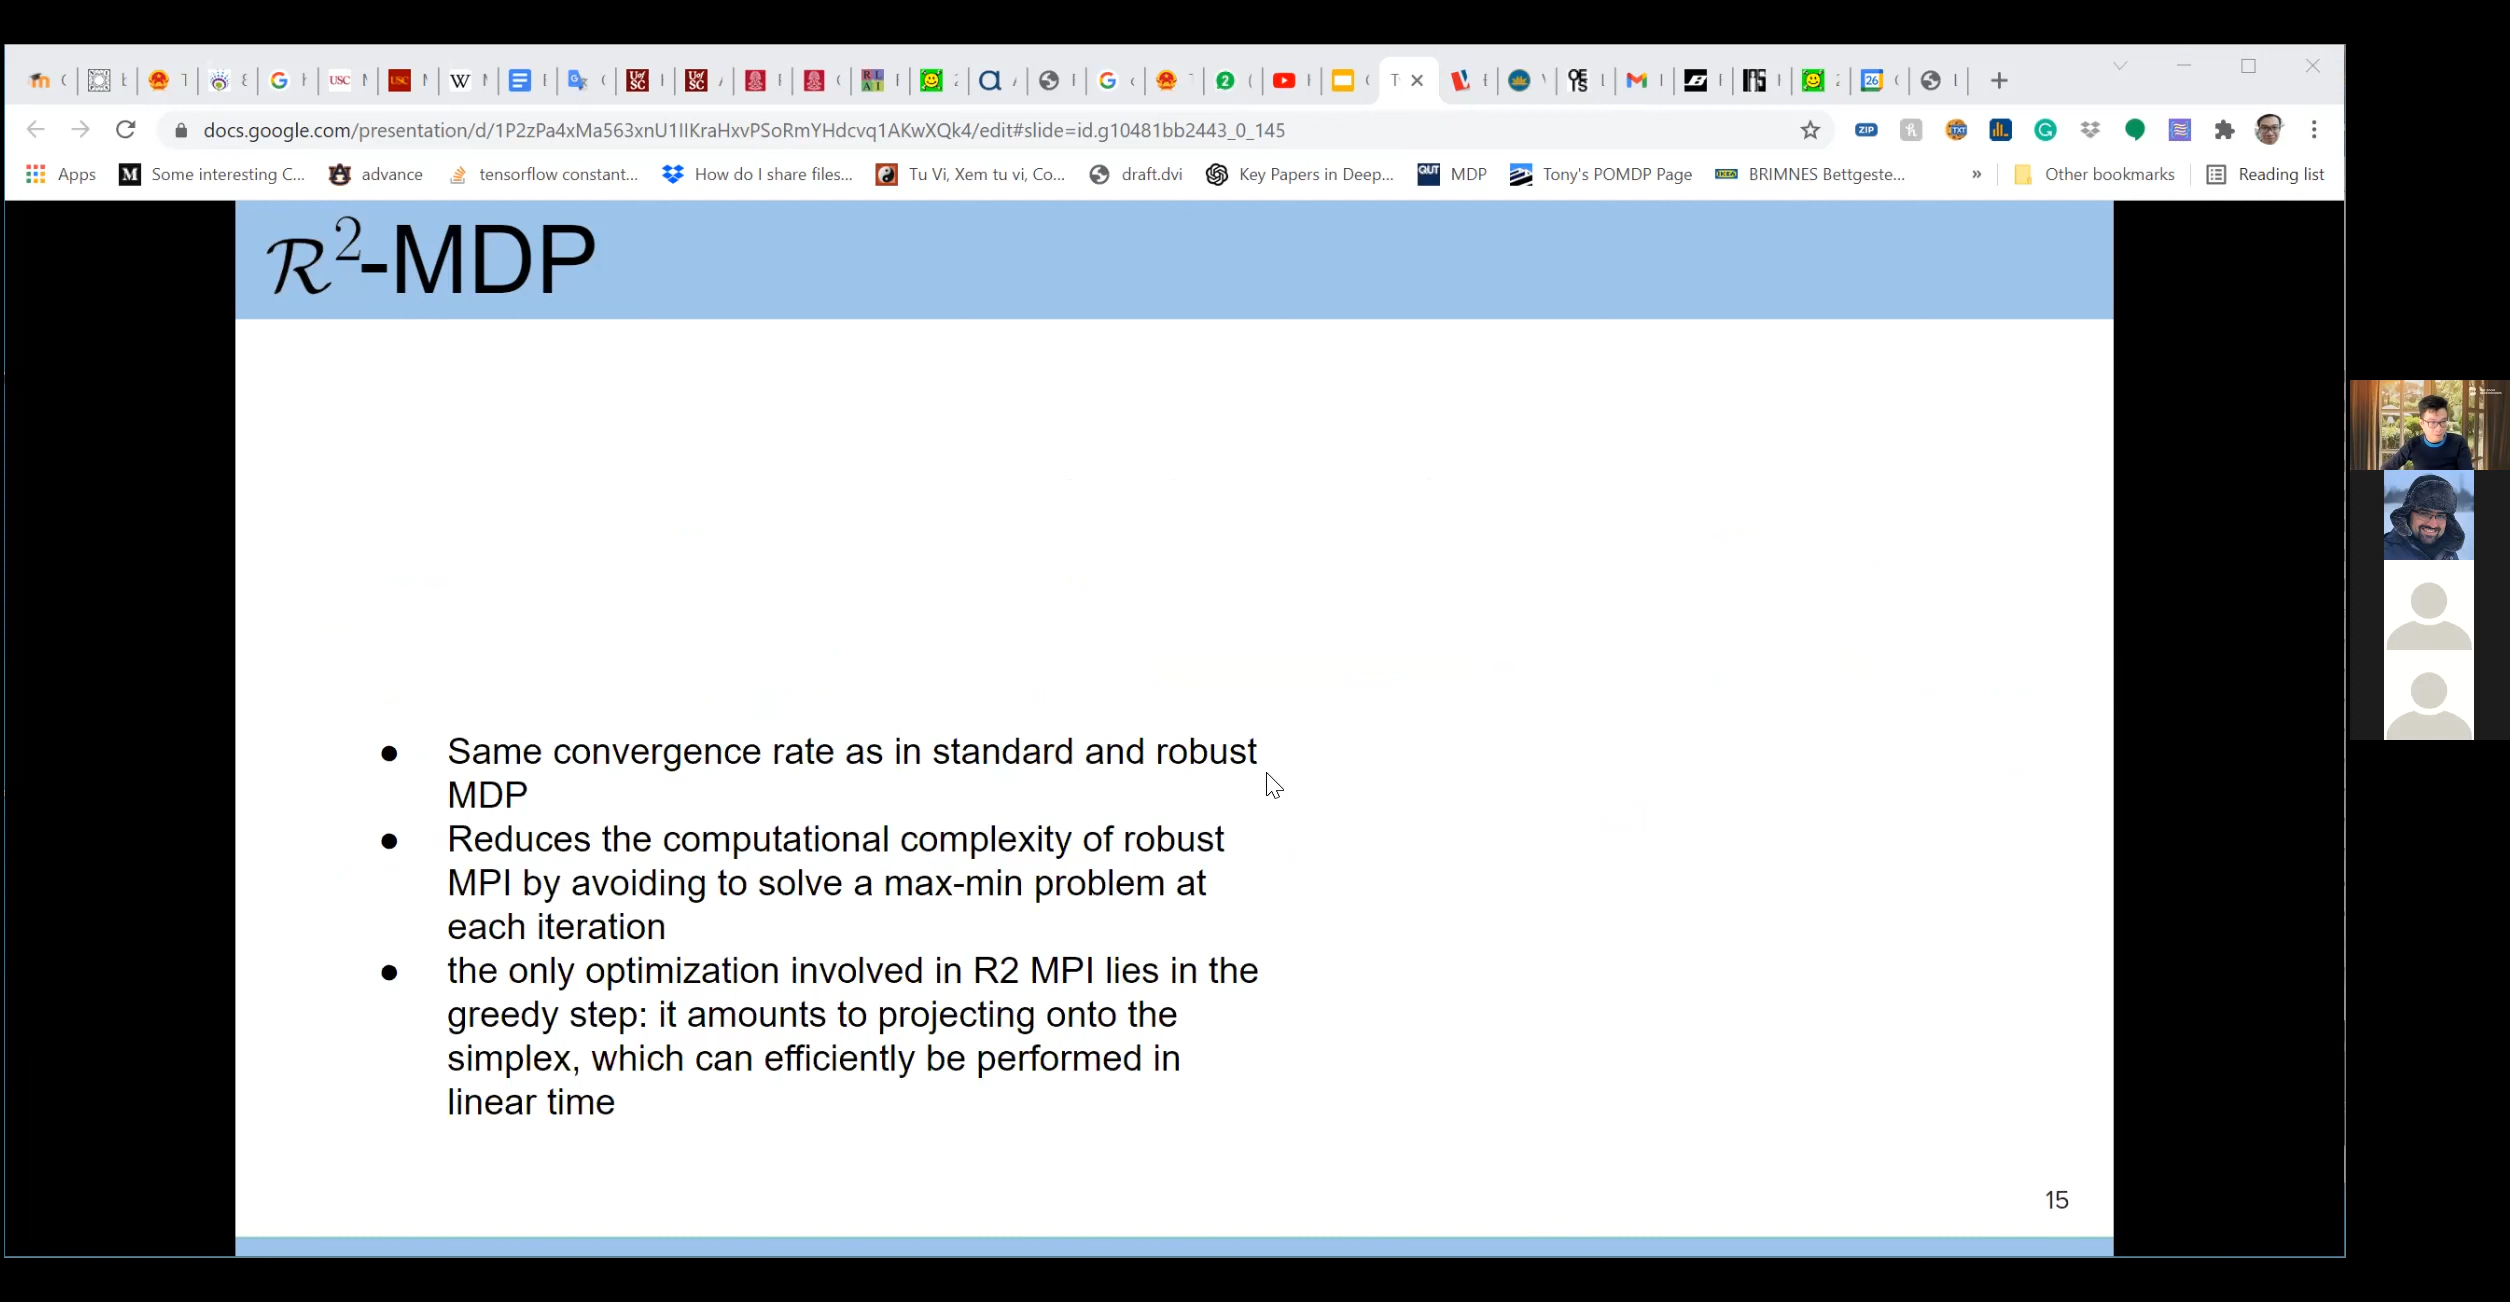 docs.google.com/presentation/d/1P2zPa4xMa563xnU1IIKraHxvPSoRmYHdcvq1AKwXQk4/edit#slide=id.g10481bb2443_0_145
Apps Some interesting C... advance tensorflow constant... How do I share files... Tu Vi, Xem tu vi, Co... draft.dvi Key Papers in Deep... MDP Tony's POMDP Page BRIMNES Bettgeste... » Other bookmarks Reading list
R²-MDP
● Same convergence rate as in standard and robust
MDP
● Reduces the computational complexity of robust
MPI by avoiding to solve a max-min problem at
each iteration
● the only optimization involved in R2 MPI lies in the
greedy step: it amounts to projecting onto the
simplex, which can efficiently be performed in
linear time
15